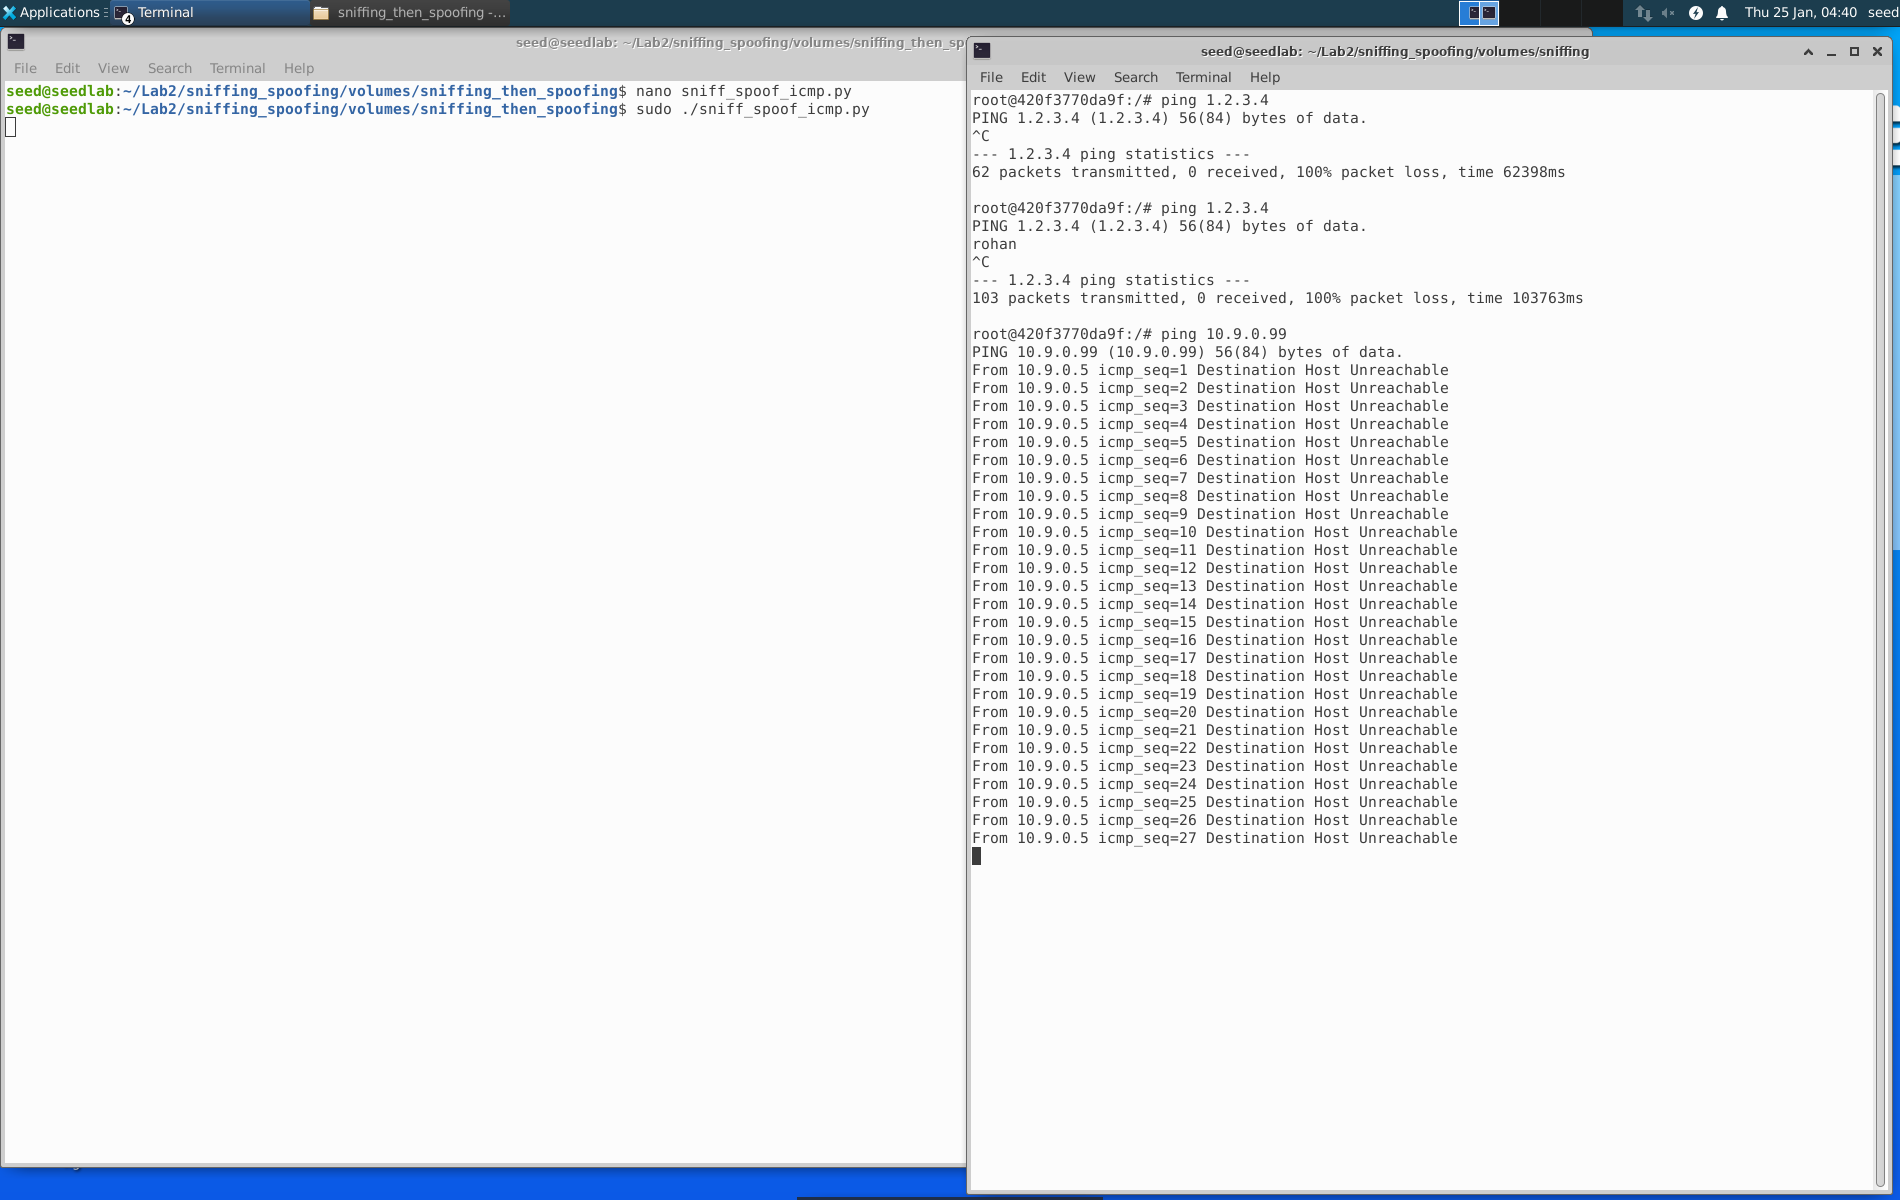 Applications
4
Terminal
sniffing_then_spoofing -...
Thu 25 Jan, 04:40
seed
seed@seedlab: ~/Lab2/sniffing_spoofing/volumes/sniffing_then_sp
File Edit View Search Terminal Help
seed@seedlab:~/Lab2/sniffing_spoofing/volumes/sniffing_then_spoofing$ nano sniff_spoof_icmp.py
seed@seedlab:~/Lab2/sniffing_spoofing/volumes/sniffing_then_spoofing$ sudo ./sniff_spoof_icmp.py
seed@seedlab: ~/Lab2/sniffing_spoofing/volumes/sniffing
File Edit View Search Terminal Help
root@420f3770da9f:/# ping 1.2.3.4
PING 1.2.3.4 (1.2.3.4) 56(84) bytes of data.
^C
--- 1.2.3.4 ping statistics ---
62 packets transmitted, 0 received, 100% packet loss, time 62398ms
root@420f3770da9f:/# ping 1.2.3.4
PING 1.2.3.4 (1.2.3.4) 56(84) bytes of data.
rohan
^C
--- 1.2.3.4 ping statistics ---
103 packets transmitted, 0 received, 100% packet loss, time 103763ms
root@420f3770da9f:/# ping 10.9.0.99
PING 10.9.0.99 (10.9.0.99) 56(84) bytes of data.
From 10.9.0.5 icmp_seq=1 Destination Host Unreachable
From 10.9.0.5 icmp_seq=2 Destination Host Unreachable
From 10.9.0.5 icmp_seq=3 Destination Host Unreachable
From 10.9.0.5 icmp_seq=4 Destination Host Unreachable
From 10.9.0.5 icmp_seq=5 Destination Host Unreachable
From 10.9.0.5 icmp_seq=6 Destination Host Unreachable
From 10.9.0.5 icmp_seq=7 Destination Host Unreachable
From 10.9.0.5 icmp_seq=8 Destination Host Unreachable
From 10.9.0.5 icmp_seq=9 Destination Host Unreachable
From 10.9.0.5 icmp_seq=10 Destination Host Unreachable
From 10.9.0.5 icmp_seq=11 Destination Host Unreachable
From 10.9.0.5 icmp_seq=12 Destination Host Unreachable
From 10.9.0.5 icmp_seq=13 Destination Host Unreachable
From 10.9.0.5 icmp_seq=14 Destination Host Unreachable
From 10.9.0.5 icmp_seq=15 Destination Host Unreachable
From 10.9.0.5 icmp_seq=16 Destination Host Unreachable
From 10.9.0.5 icmp_seq=17 Destination Host Unreachable
From 10.9.0.5 icmp_seq=18 Destination Host Unreachable
From 10.9.0.5 icmp_seq=19 Destination Host Unreachable
From 10.9.0.5 icmp_seq=20 Destination Host Unreachable
From 10.9.0.5 icmp_seq=21 Destination Host Unreachable
From 10.9.0.5 icmp_seq=22 Destination Host Unreachable
From 10.9.0.5 icmp_seq=23 Destination Host Unreachable
From 10.9.0.5 icmp_seq=24 Destination Host Unreachable
From 10.9.0.5 icmp_seq=25 Destination Host Unreachable
From 10.9.0.5 icmp_seq=26 Destination Host Unreachable
From 10.9.0.5 icmp_seq=27 Destination Host Unreachable